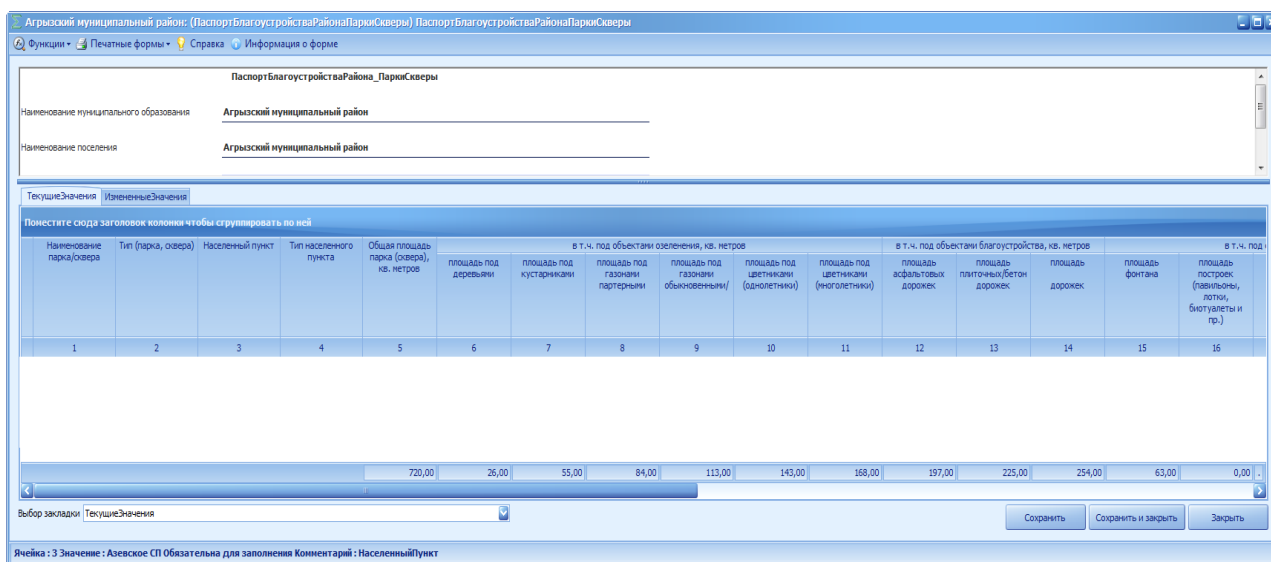 Агрызский муниципальный район: (ПаспортБлагоустройстваРайонаПаркиСкверы) ПаспортБлагоустройстваРайонаПаркиСкверы
Функции Печатные формы Справка Информация о форме
ПаспортБлагоустройстваРайона_ПаркиСкверы
Наименование муниципального образования Агрызский муниципальный район
Наименование поселения Агрызский муниципальный район
ТекущиеЗначения ИзмененныеЗначения
Поместите сюда заголовок колонки чтобы сгруппировать по ней
Наименование парка/сквера
Тип (парка, сквера)
Населенный пункт
Тип населенного пункта
Общая площадь парка (сквера), кв. метров
в т.ч. под объектами озеленения, кв. метров
площадь под деревьями
площадь под кустарниками
площадь под газонами партерными
площадь под газонами обыкновенными/
площадь под цветниками (однолетники)
площадь под цветниками (многолетники)
в т.ч. под объектами благоустройства, кв. метров
площадь асфальтовых дорожек
площадь плиточных/бетон дорожек
площадь дорожек
в т.ч. под
площадь фонтана
площадь построек (павильоны, лотки, биотуалеты и пр.)
1 2 3 4 5 6 7 8 9 10 11 12 13 14 15 16
720,00 26,00 55,00 84,00 113,00 143,00 168,00 197,00 225,00 254,00 63,00 0,00
Выбор закладки ТекущиеЗначения
Сохранить Сохранить и закрыть Закрыть
Ячейка : 3 Значение : Азевское СП Обязательна для заполнения Комментарий : НаселенныйПункт